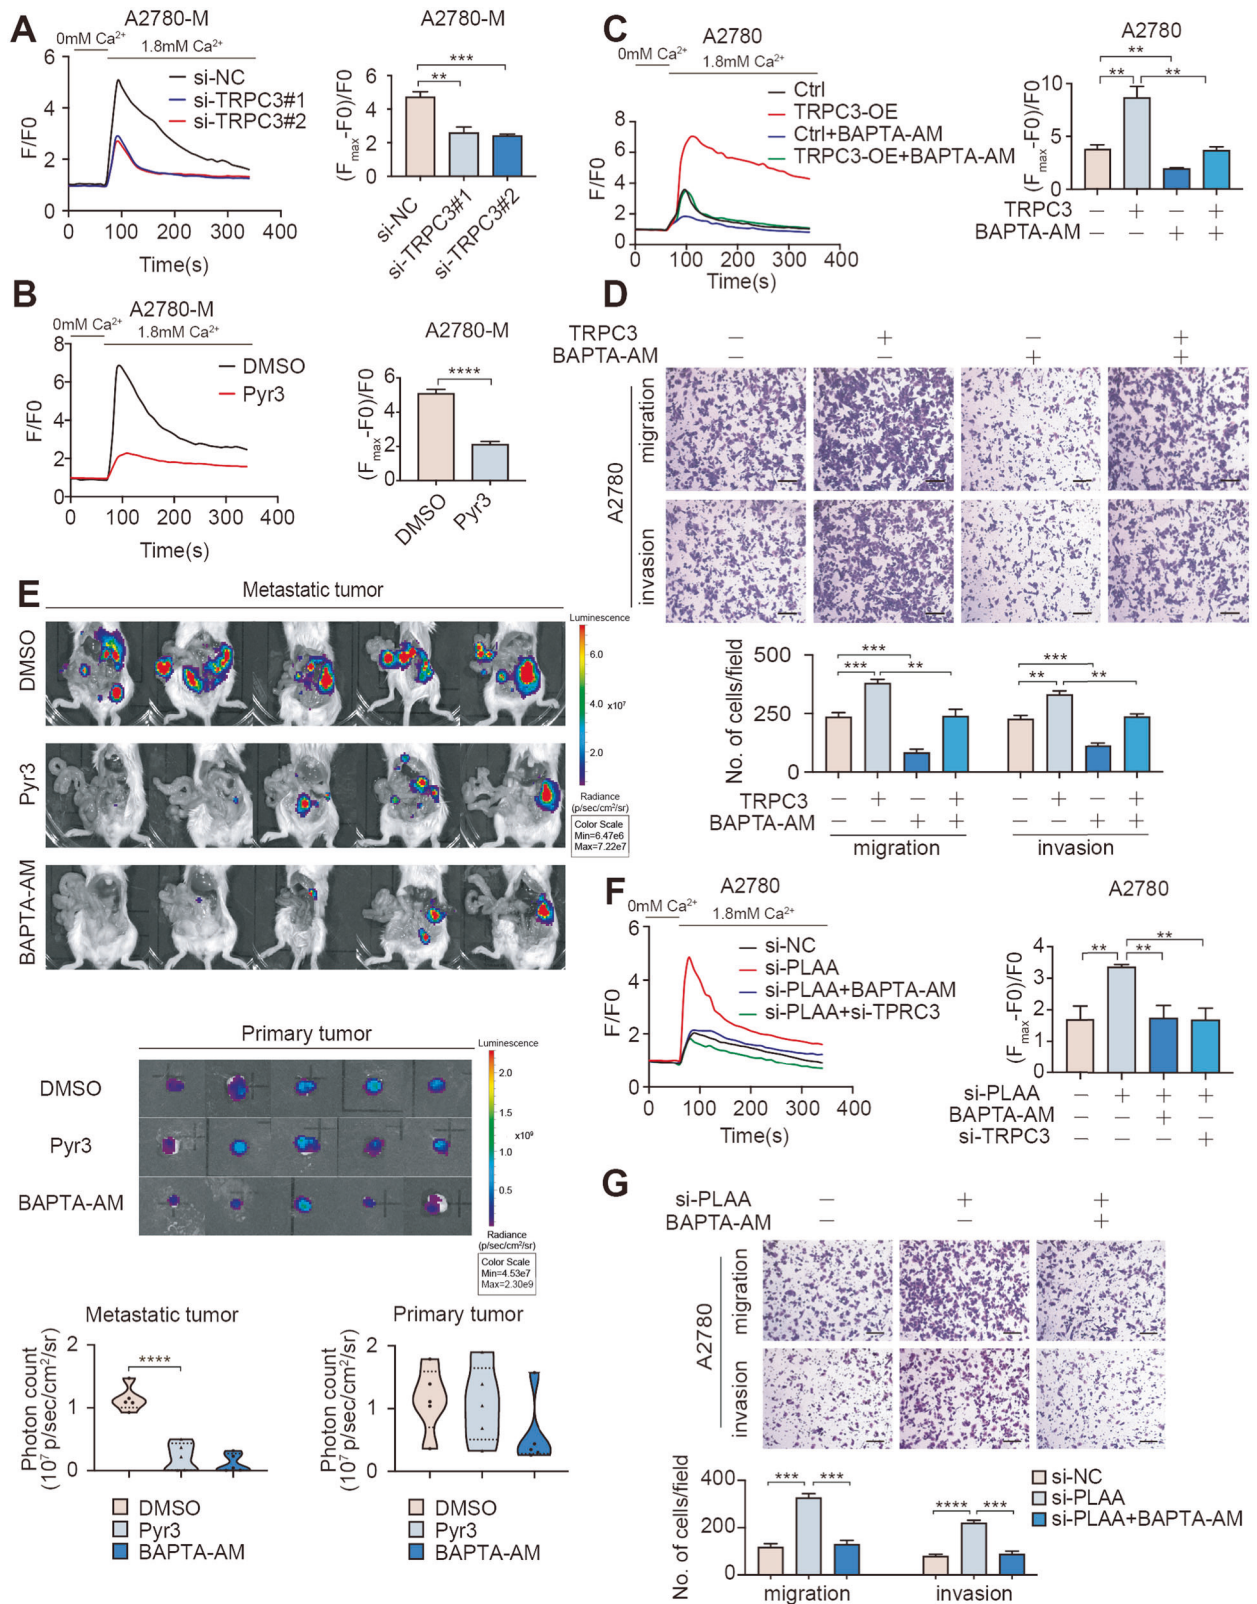 A
A2780-M
0mM Ca²⁺
1.8mM Ca²⁺
6
4
2
0
F/F0
si-NC
si-TRPC3#1
si-TRPC3#2
0 100 200 300 400
Time(s)
A2780-M
(Fmax-F0)/F0
6
4
2
0
***
**
si-NC
si-TRPC3#1
si-TRPC3#2
B
A2780-M
0mM Ca²⁺
1.8mM Ca²⁺
8
6
4
2
0
F/F0
DMSO
Pyr3
0 100 200 300 400
Time(s)
A2780-M
(Fmax-F0)/F0
6
4
2
0
****
DMSO
Pyr3
C
A2780
0mM Ca²⁺
1.8mM Ca²⁺
8
6
4
2
0
F/F0
Ctrl
TRPC3-OE
Ctrl+BAPTA-AM
TRPC3-OE+BAPTA-AM
0 100 200 300 400
Time(s)
A2780
(Fmax-F0)/F0
10
5
0
**
** **
TRPC3 − + − +
BAPTA-AM − − + +
D
TRPC3 − + − +
BAPTA-AM − − + +
A2780
migration
invasion
No. of cells/field
500
250
0
*** ***
*** ** ** **
TRPC3 − + − + − + − +
BAPTA-AM − − + + − − + +
migration invasion
E
Metastatic tumor
DMSO
Pyr3
BAPTA-AM
Luminescence
6.0
4.0
x10⁷
2.0
Radiance
(p/sec/cm²/sr)
Color Scale
Min=6.47e6
Max=7.22e7
Primary tumor
DMSO
Pyr3
BAPTA-AM
Luminescence
2.0
1.5
x10⁹
1.0
0.5
Radiance
(p/sec/cm²/sr)
Color Scale
Min=4.53e7
Max=2.30e9
Metastatic tumor
Photon count
(10⁷ p/sec/cm²/sr)
2
1
0
****
DMSO
Pyr3
BAPTA-AM
Primary tumor
Photon count
(10⁷ p/sec/cm²/sr)
2
1
0
DMSO
Pyr3
BAPTA-AM
F
A2780
0mM Ca²⁺
1.8mM Ca²⁺
6
4
2
0
F/F0
si-NC
si-PLAA
si-PLAA+BAPTA-AM
si-PLAA+si-TPRC3
0 100 200 300 400
Time(s)
A2780
(Fmax-F0)/F0
4
3
2
1
0
**
** **
si-PLAA − + + +
BAPTA-AM − − + −
si-TRPC3 − − − +
G
si-PLAA − + +
BAPTA-AM − − +
A2780
migration
invasion
No. of cells/field
400
200
0
*** ***
**** ***
migration invasion
si-NC
si-PLAA
si-PLAA+BAPTA-AM